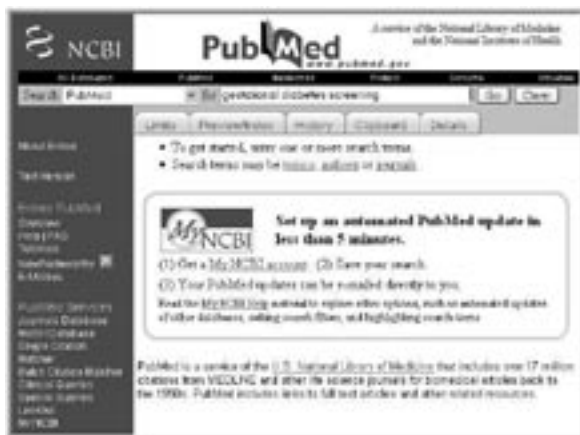 NCBI
PubMed
www.pubmed.gov
A service of the National Library of Medicine
and the National Institutes of Health
All Databases PubMed Nucleotide Protein
Search PubMed for gestational diabetes screening Go Clear
Limits Preview/Index History Clipboard Details
About Entrez
Text Version
Entrez PubMed
Overview
Help | FAQ
Tutorials
E-Utilities
PubMed Services
Journals Database
MeSH Database
Single Citation
Matcher
Batch Citation Matcher
Clinical Queries
Special Queries
LinkOut
My NCBI
• To get started, enter one or more search terms.
• Search terms may be topics, authors or journals.
My NCBI
Set up an automated PubMed update in
less than 5 minutes.
(1) Get a My NCBI account. (2) Save your search.
(3) Your PubMed updates can be e-mailed directly to you.
Read the My NCBI Help material to explore other options, such as automated updates
of other databases, setting search filters, and highlighting search terms.
PubMed is a service of the U.S. National Library of Medicine that includes over 17 million
citations from MEDLINE and other life science journals for biomedical articles back to
the 1950s. PubMed includes links to full text articles and other related resources.